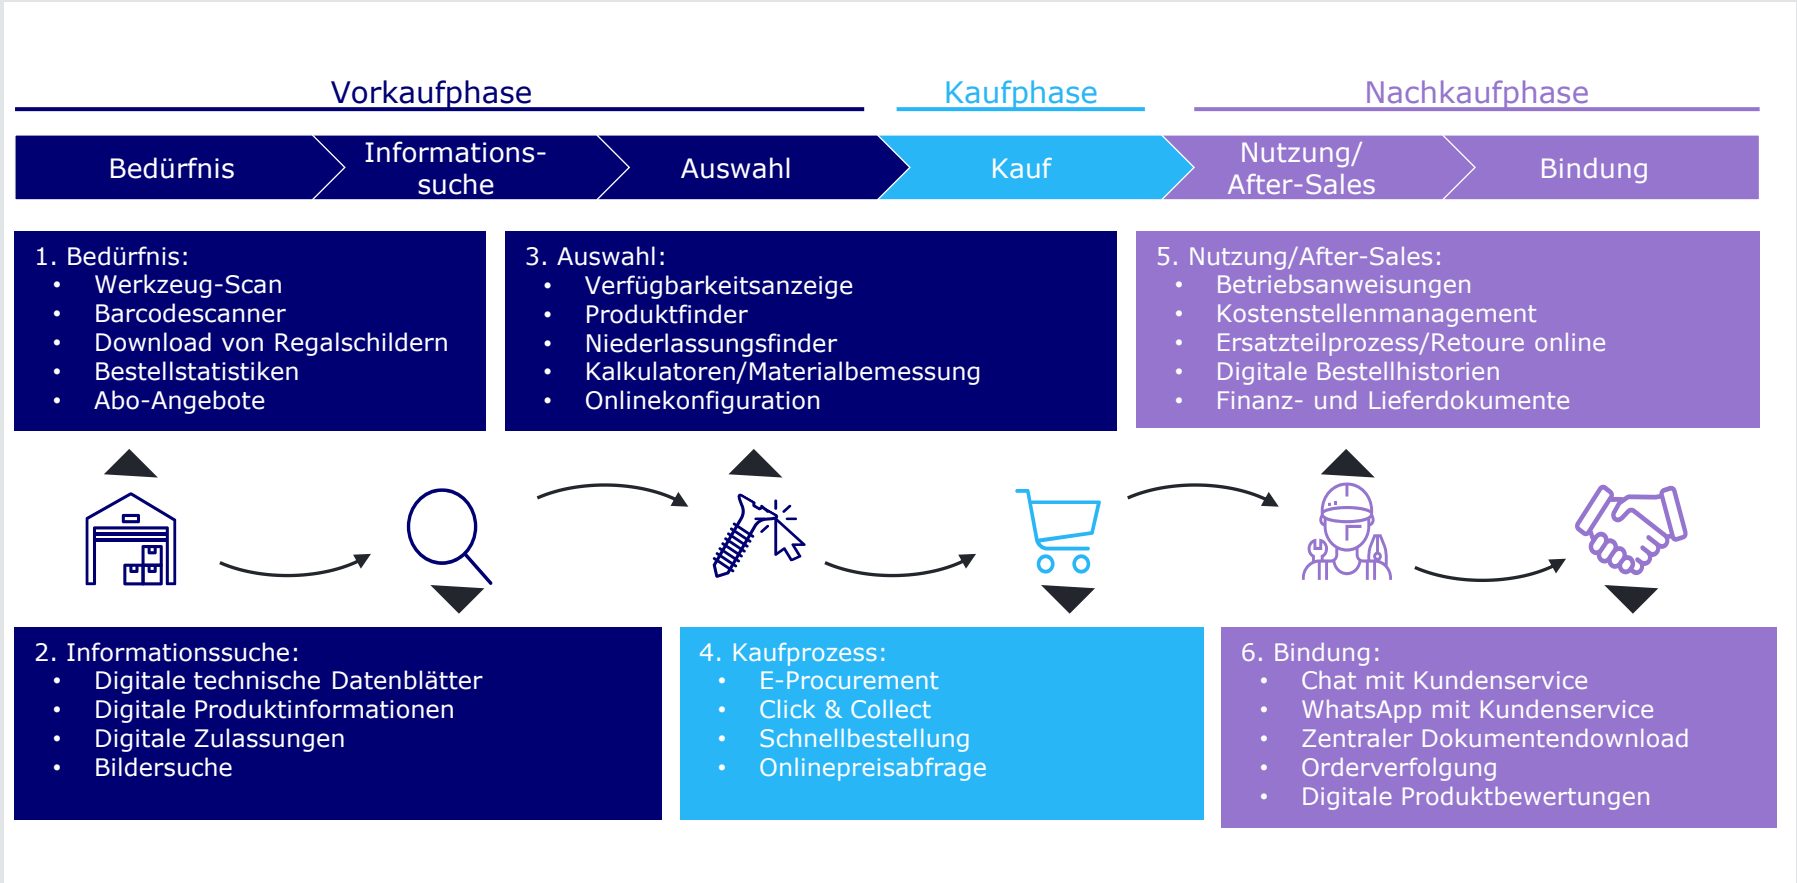 Vorkaufphase
Kaufphase
Nachkaufphase
Bedürfnis
Informations-
suche
Auswahl
Kauf
Nutzung/
After-Sales
Bindung
1. Bedürfnis:
• Werkzeug-Scan
• Barcodescanner
• Download von Regalschildern
• Bestellstatistiken
• Abo-Angebote
3. Auswahl:
• Verfügbarkeitsanzeige
• Produktfinder
• Niederlassungsfinder
• Kalkulatoren/Materialbemessung
• Onlinekonfiguration
5. Nutzung/After-Sales:
• Betriebsanweisungen
• Kostenstellenmanagement
• Ersatzteilprozess/Retoure online
• Digitale Bestellhistorien
• Finanz- und Lieferdokumente
2. Informationssuche:
• Digitale technische Datenblätter
• Digitale Produktinformationen
• Digitale Zulassungen
• Bildersuche
4. Kaufprozess:
• E-Procurement
• Click & Collect
• Schnellbestellung
• Onlinepreisabfrage
6. Bindung:
• Chat mit Kundenservice
• WhatsApp mit Kundenservice
• Zentraler Dokumentendownload
• Orderverfolgung
• Digitale Produktbewertungen